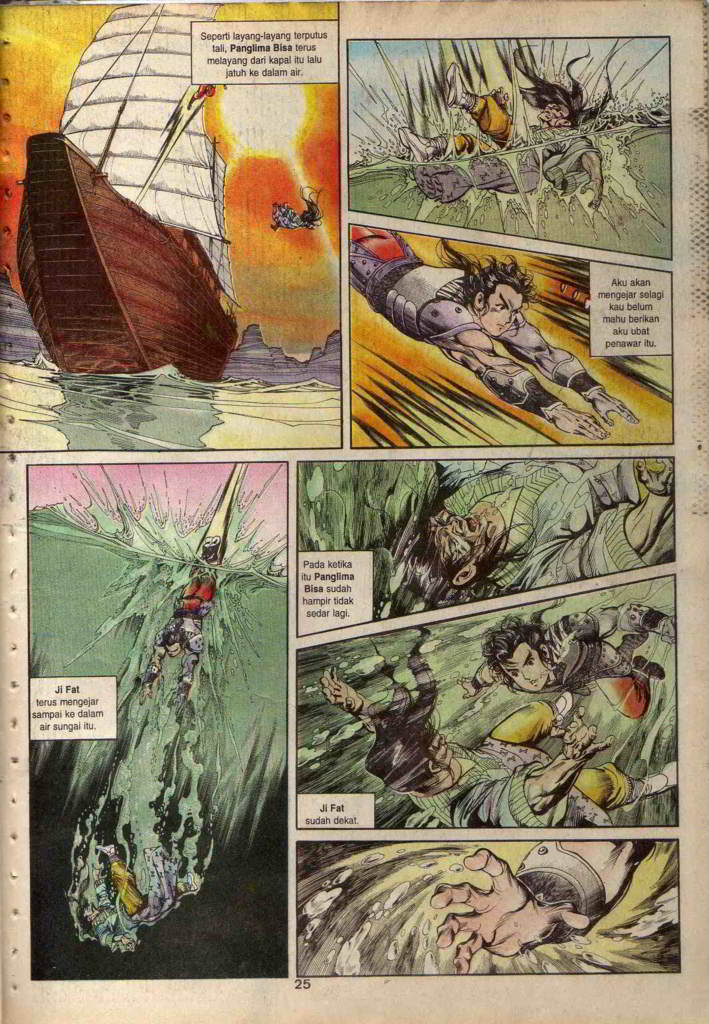 Seperti layang-layang terputus
tali, Panglima Bisa terus
melayang dari kapal itu lalu
jatuh ke dalam air.
Aku akan
mengejar selagi
kau belum
mahu berikan
aku ubat
penawar itu.
Ji Fat
terus mengejar
sampai ke dalam
air sungai itu.
Pada ketika
itu Panglima
Bisa sudah
hampir tidak
sedar lagi.
Ji Fat
sudah dekat.
25